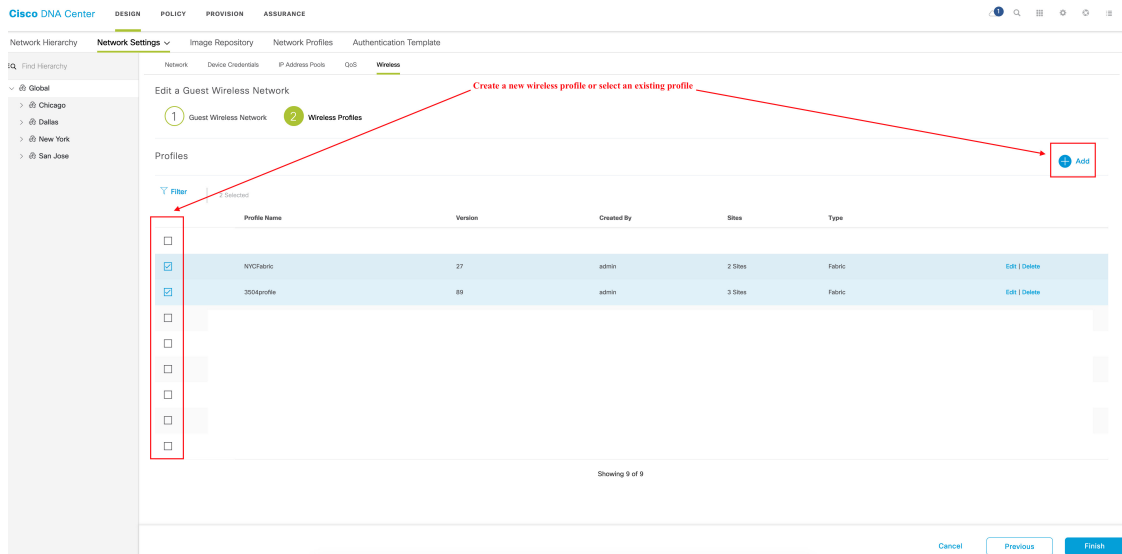 Cisco DNA Center DESIGN POLICY PROVISION ASSURANCE 1
Network Hierarchy Network Settings Image Repository Network Profiles Authentication Template
Find Hierarchy
Network Device Credentials IP Address Pools QoS Wireless
Global
Chicago
Dallas
New York
San Jose
Edit a Guest Wireless Network
Create a new wireless profile or select an existing profile
1 Guest Wireless Network 2 Wireless Profiles
Profiles
Add
Filter 2 Selected
Profile Name Version Created By Sites Type
NYCFabric 27 admin 2 Sites Fabric Edit | Delete
3504profile 89 admin 3 Sites Fabric Edit | Delete
Showing 9 of 9
Cancel Previous Finish